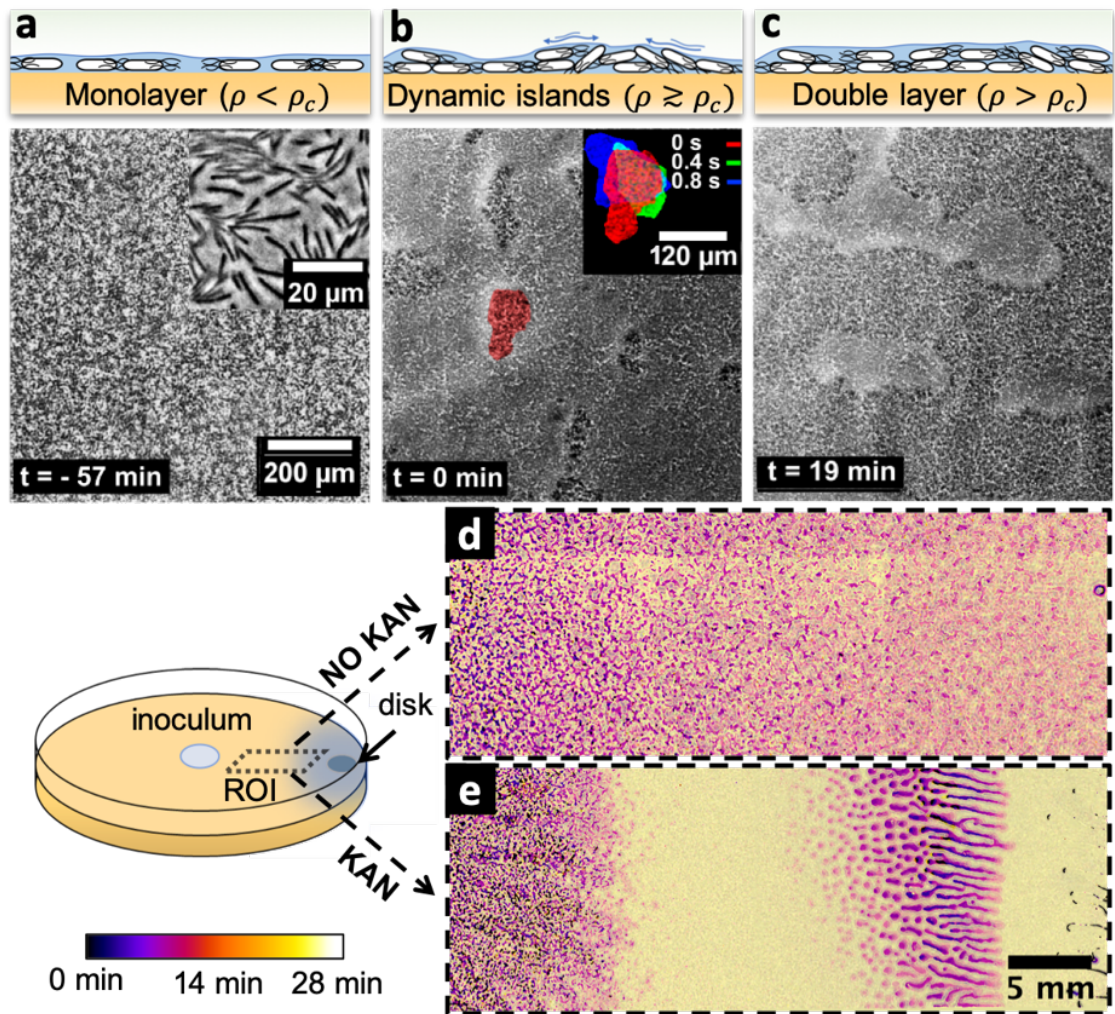 a
Monolayer (ρ < ρc)
20 μm
200 μm
t = - 57 min
b
Dynamic islands (ρ ≳ ρc)
0 s
0.4 s
0.8 s
120 μm
t = 0 min
c
Double layer (ρ > ρc)
t = 19 min
d
NO KAN
disk
inoculum
ROI
KAN
e
5 mm
0 min
14 min
28 min